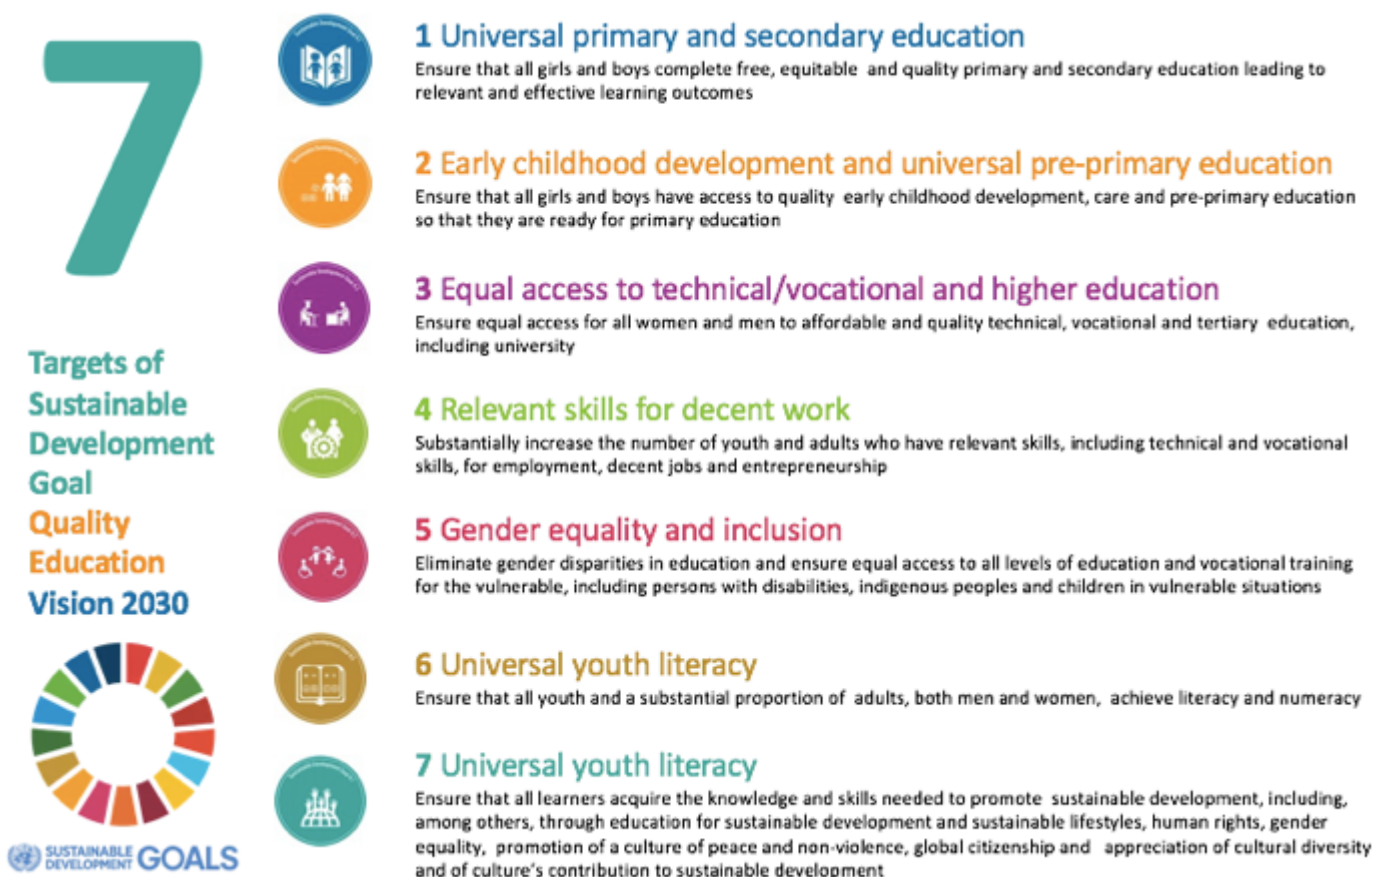 7
Targets of
Sustainable
Development
Goal
Quality
Education
Vision 2030
SUSTAINABLE
DEVELOPMENT GOALS
1 Universal primary and secondary education
Ensure that all girls and boys complete free, equitable and quality primary and secondary education leading to
relevant and effective learning outcomes
2 Early childhood development and universal pre-primary education
Ensure that all girls and boys have access to quality early childhood development, care and pre-primary education
so that they are ready for primary education
3 Equal access to technical/vocational and higher education
Ensure equal access for all women and men to affordable and quality technical, vocational and tertiary education,
including university
4 Relevant skills for decent work
Substantially increase the number of youth and adults who have relevant skills, including technical and vocational
skills, for employment, decent jobs and entrepreneurship
5 Gender equality and inclusion
Eliminate gender disparities in education and ensure equal access to all levels of education and vocational training
for the vulnerable, including persons with disabilities, indigenous peoples and children in vulnerable situations
6 Universal youth literacy
Ensure that all youth and a substantial proportion of adults, both men and women, achieve literacy and numeracy
7 Universal youth literacy
Ensure that all learners acquire the knowledge and skills needed to promote sustainable development, including,
among others, through education for sustainable development and sustainable lifestyles, human rights, gender
equality, promotion of a culture of peace and non-violence, global citizenship and appreciation of cultural diversity
and of culture's contribution to sustainable development